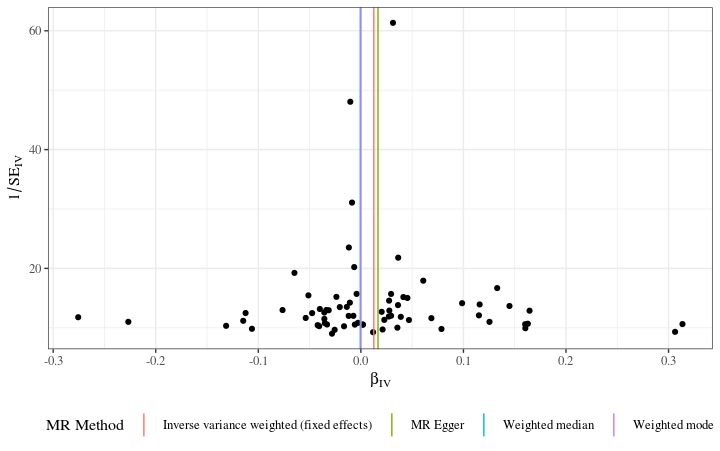 60
40
20
1/SE_IV
-0.3 -0.2 -0.1 0.0 0.1 0.2 0.3
β_IV
MR Method Inverse variance weighted (fixed effects) MR Egger Weighted median Weighted mode